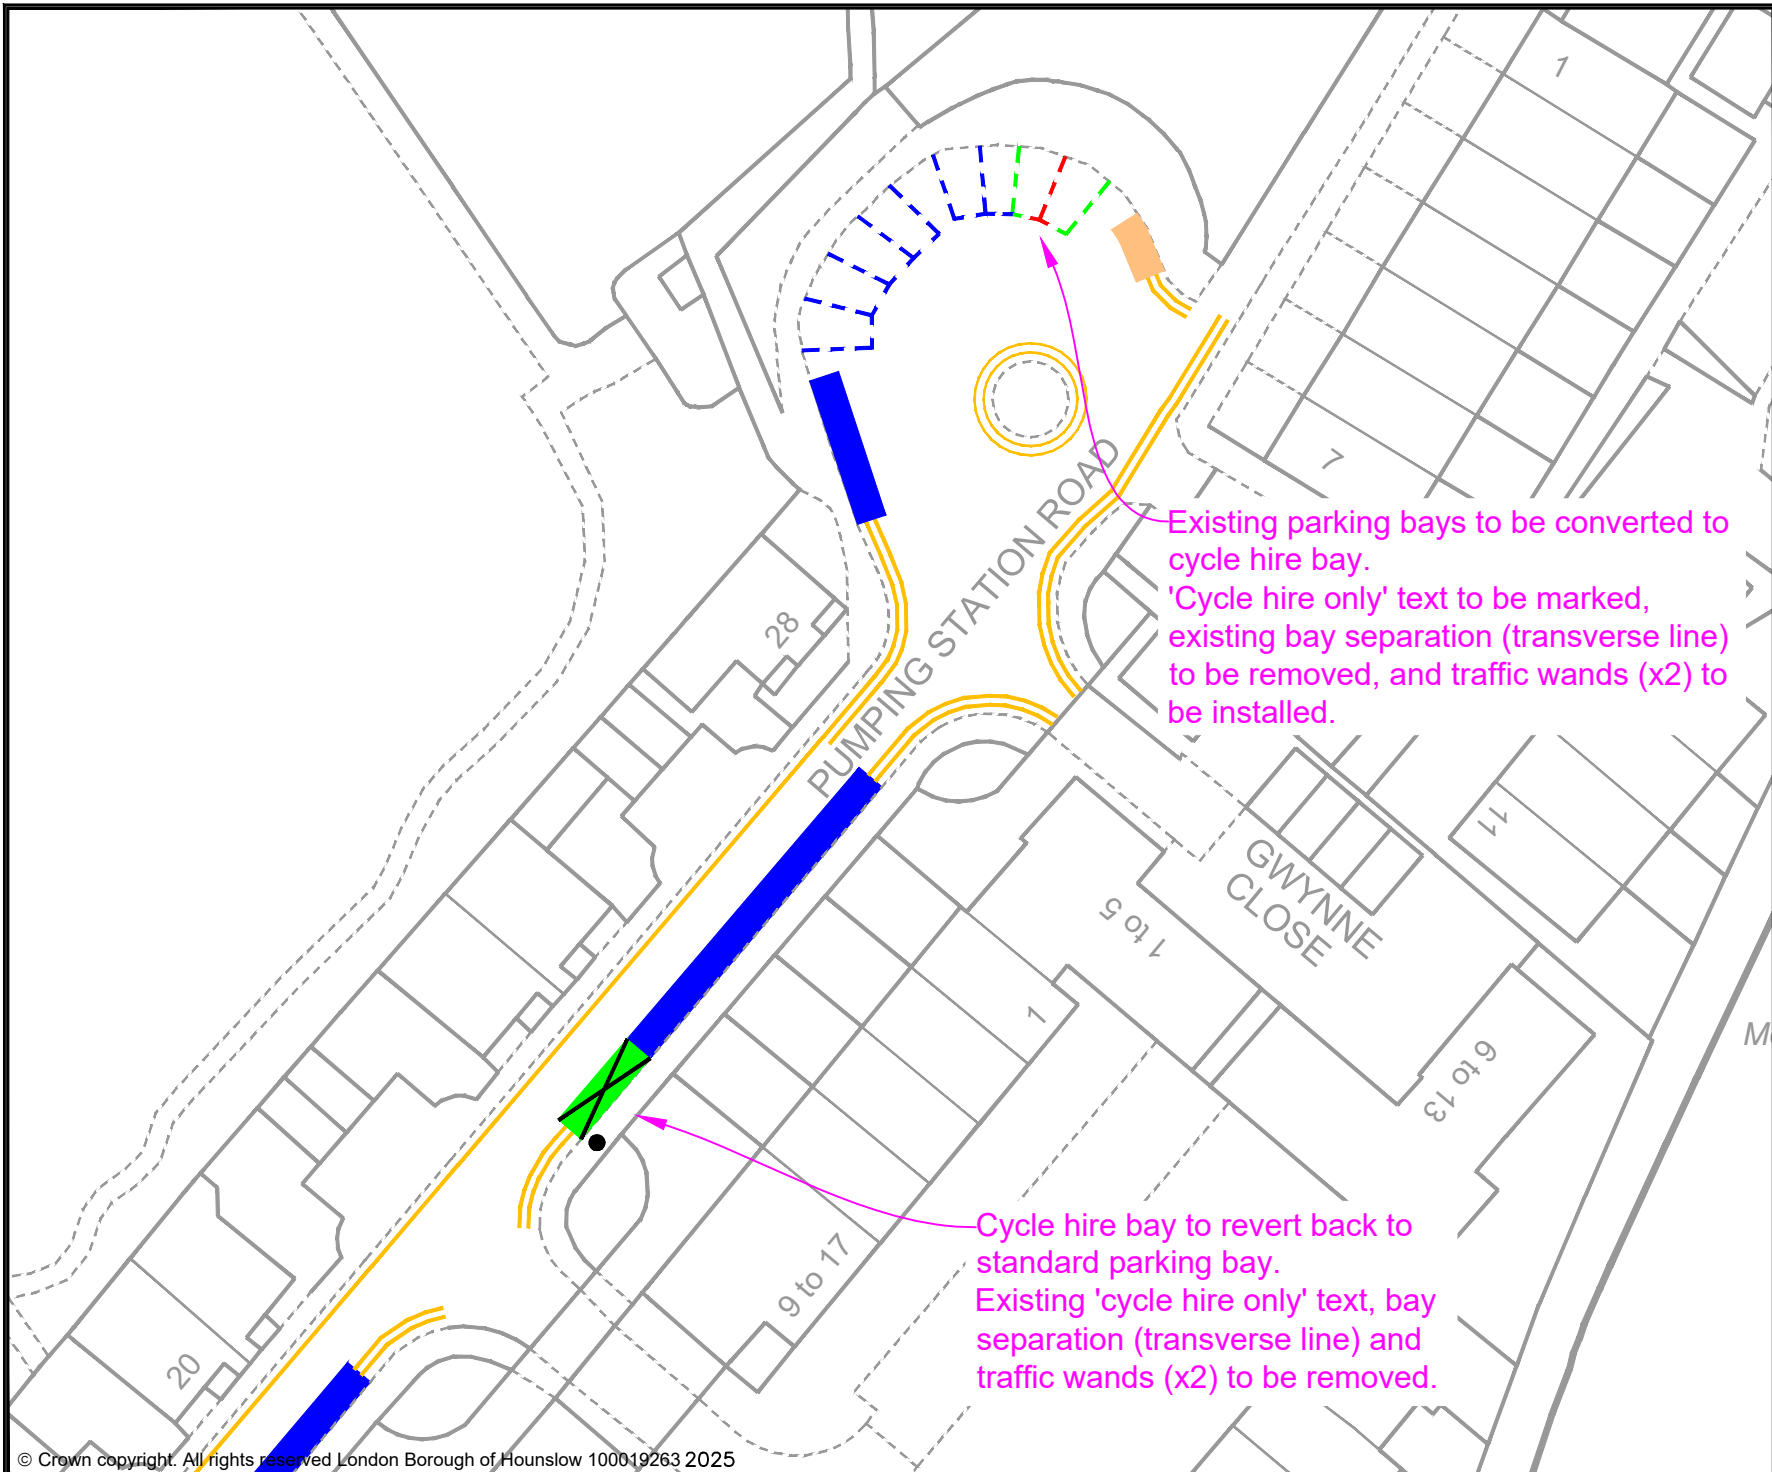 1
7
Existing parking bays to be converted to
cycle hire bay.
'Cycle hire only' text to be marked,
existing bay separation (transverse line)
to be removed, and traffic wands (x2) to
be installed.
28
PUMPING STATION ROAD
11
GWYNNE
CLOSE
1 to 5
1
6 to 13
Cycle hire bay to revert back to
standard parking bay.
Existing 'cycle hire only' text, bay
separation (transverse line) and
traffic wands (x2) to be removed.
9 to 17
20
© Crown copyright. All rights reserved London Borough of Hounslow 100019263 2025